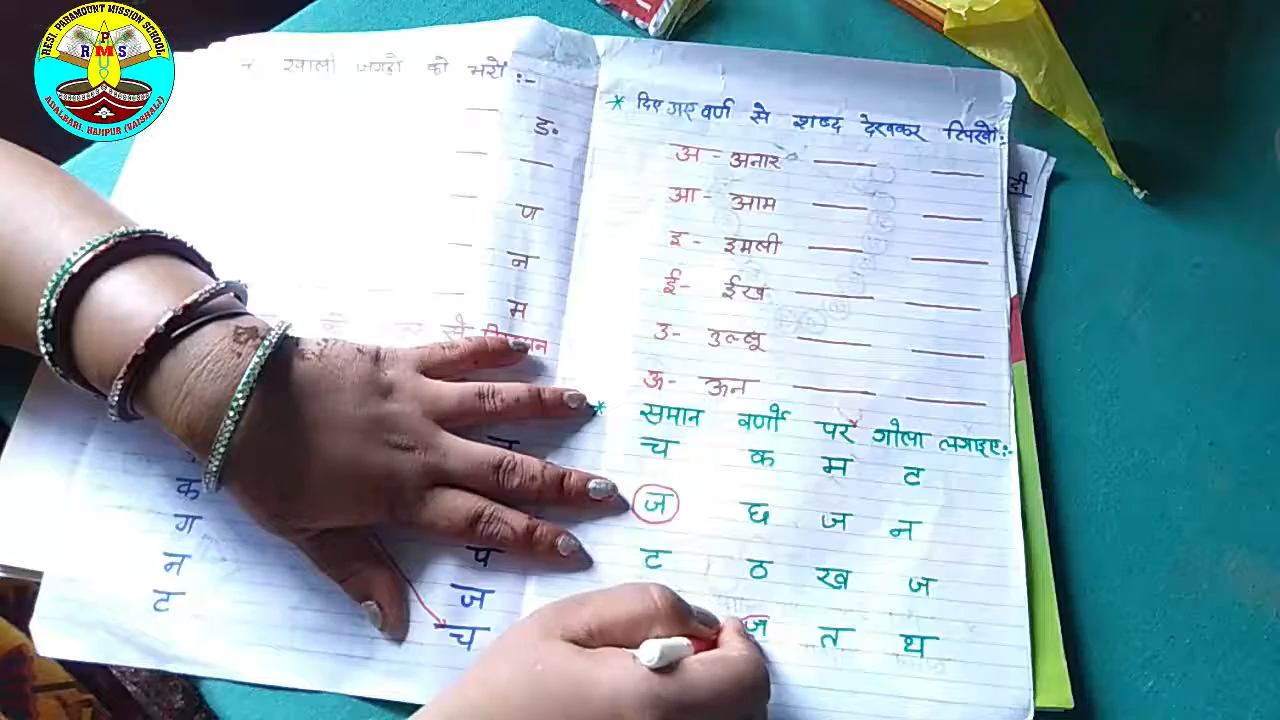 RESI PARAMOUNT MISSION SCHOOL
P
R M S
ADALBARI, HAJIPUR (VAISHALI)
खाली जगहों को भरों :-
ड.
ण
न
म
क
ग
न
ट
प
ज
च
* दिए गए वर्ण से शब्द देखकर लिखों :-
अ - अनार
आ - आम
इ - इमली
ई - ईख
उ - उल्लू
ऊ - ऊन
* समान वर्णों पर गोला लगाइए :-
च क म ट
ज छ ज न
ट ठ ख ज
ज त थ